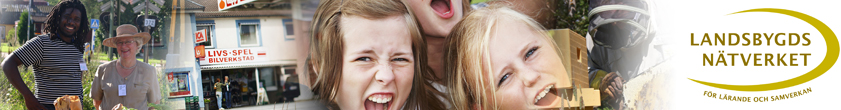 LIVS-SPEL
BILVERKSTAD
LANDSBYGDS
NÄTVERKET
FÖR LÄRANDE OCH SAMVERKAN